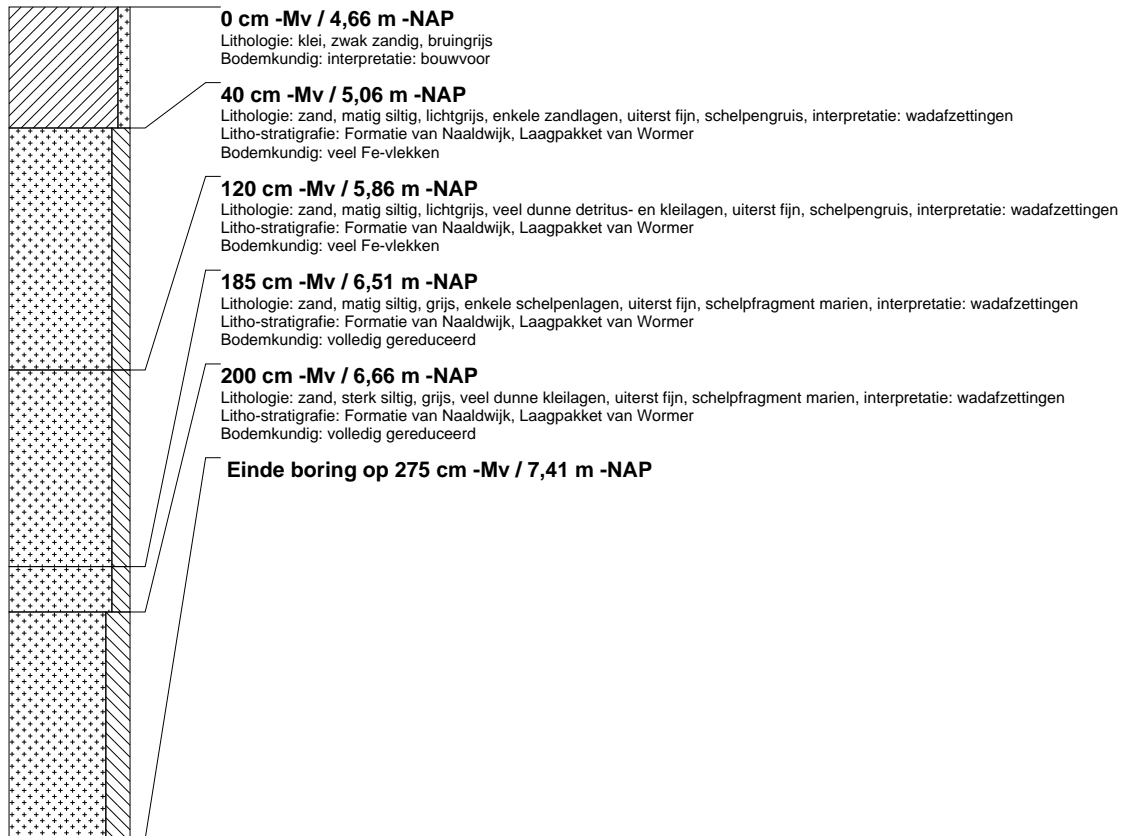 0 cm -Mv / 4,66 m -NAP
Lithologie: klei, zwak zandig, bruingrijs
Bodemkundig: interpretatie: bouwvoor
40 cm -Mv / 5,06 m -NAP
Lithologie: zand, matig siltig, lichtgrijs, enkele zandlagen, uiterst fijn, schelpengruis, interpretatie: wadafzettingen
Litho-stratigrafie: Formatie van Naaldwijk, Laagpakket van Wormer
Bodemkundig: veel Fe-vlekken
120 cm -Mv / 5,86 m -NAP
Lithologie: zand, matig siltig, lichtgrijs, veel dunne detritus- en kleilagen, uiterst fijn, schelpengruis, interpretatie: wadafzettingen
Litho-stratigrafie: Formatie van Naaldwijk, Laagpakket van Wormer
Bodemkundig: veel Fe-vlekken
185 cm -Mv / 6,51 m -NAP
Lithologie: zand, matig siltig, grijs, enkele schelpenlagen, uiterst fijn, schelpfragment marien, interpretatie: wadafzettingen
Litho-stratigrafie: Formatie van Naaldwijk, Laagpakket van Wormer
Bodemkundig: volledig gereduceerd
200 cm -Mv / 6,66 m -NAP
Lithologie: zand, sterk siltig, grijs, veel dunne kleilagen, uiterst fijn, schelpfragment marien, interpretatie: wadafzettingen
Litho-stratigrafie: Formatie van Naaldwijk, Laagpakket van Wormer
Bodemkundig: volledig gereduceerd
Einde boring op 275 cm -Mv / 7,41 m -NAP